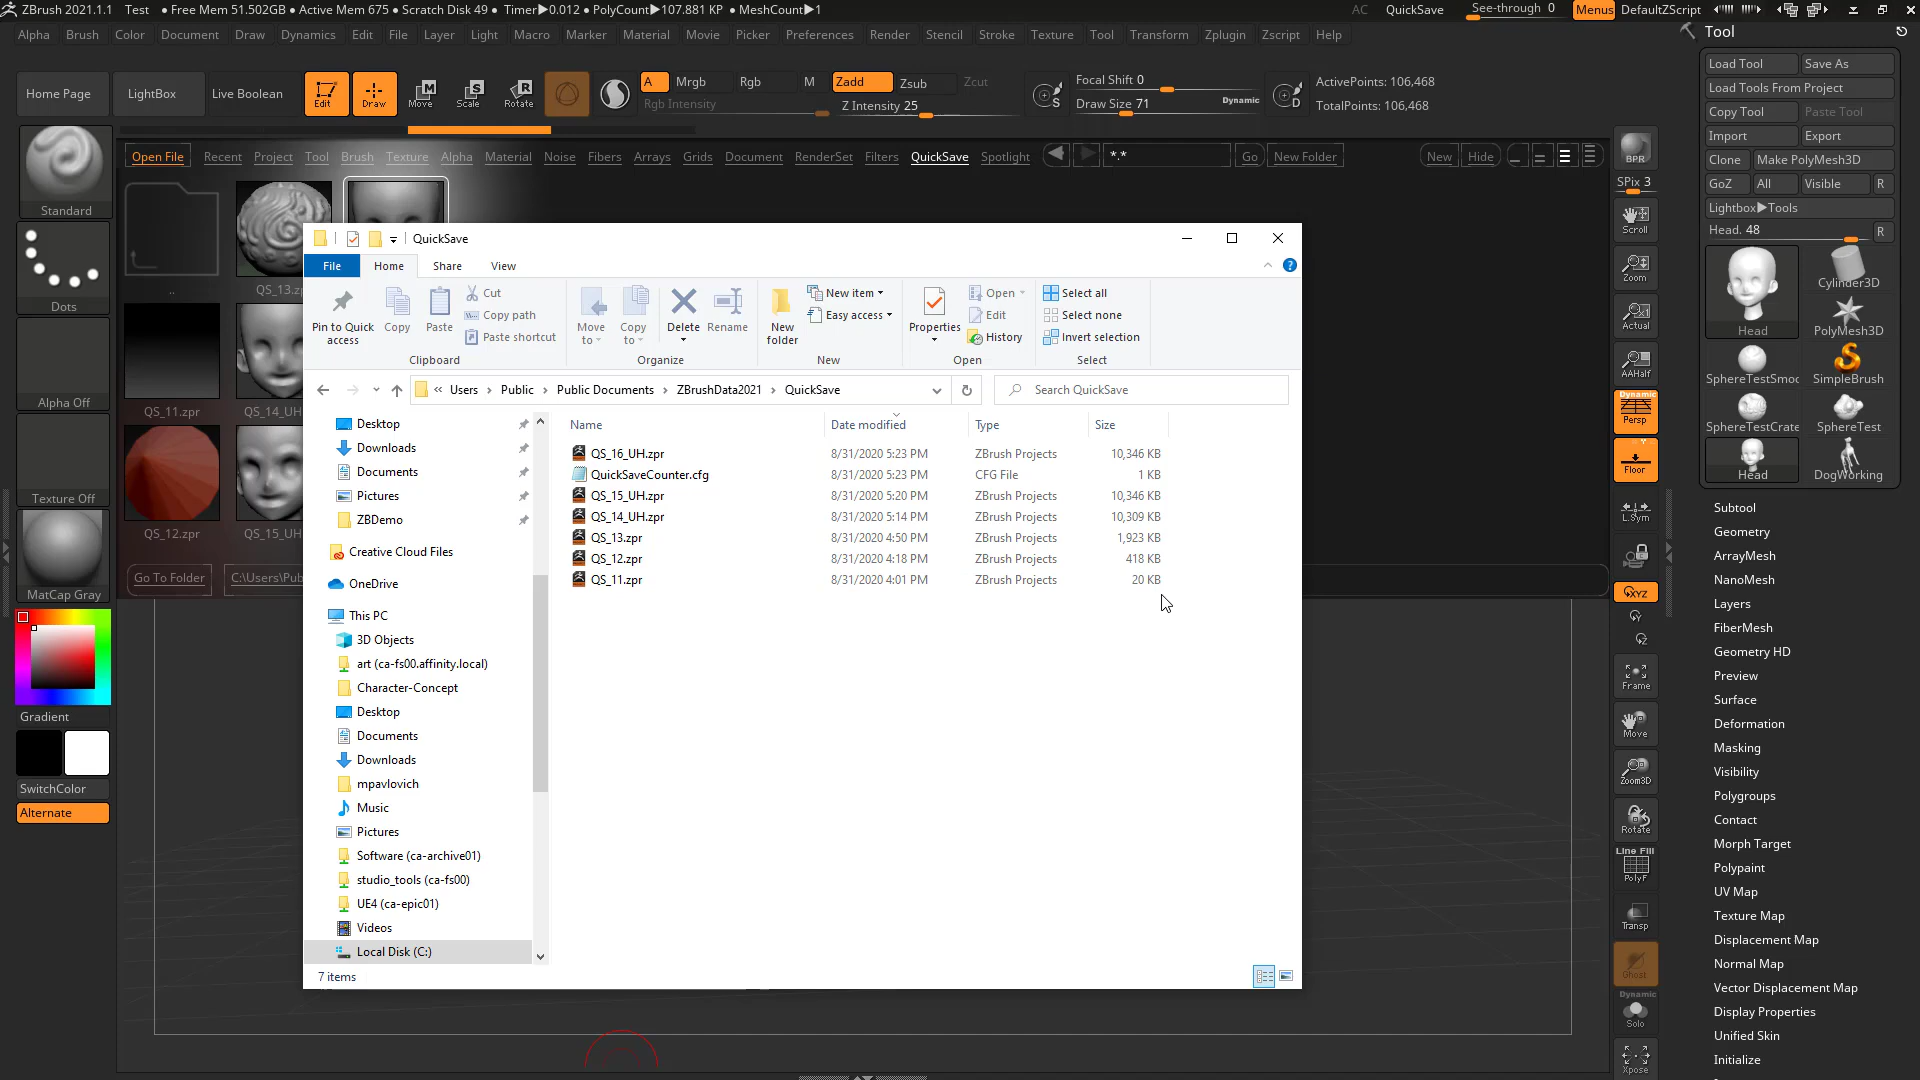 ZBrush 2021.1.1 Test • Free Mem 51.502GB • Active Mem 675 • Scratch Disk 49 • Timer▶0.012 • PolyCount▶107.881 KP • MeshCount▶1 AC QuickSave See-through 0 Menus DefaultZScript
Alpha Brush Color Document Draw Dynamics Edit File Layer Light Macro Marker Material Movie Picker Preferences Render Stencil Stroke Texture Tool Transform Zplugin Zscript Help
Home Page LightBox Live Boolean Edit Draw Move Scale Rotate
A Mrgb Rgb M Zadd Zsub Zcut
Rgb Intensity Z Intensity 25
Focal Shift 0
Draw Size 71 Dynamic
S D
ActivePoints: 106,468
TotalPoints: 106,468
Open File Recent Project Tool Brush Texture Alpha Material Noise Fibers Arrays Grids Document RenderSet Filters QuickSave Spotlight *.* Go New Folder New Hide
Standard
Dots
Alpha Off
Texture Off
MatCap Gray
Gradient
SwitchColor
Alternate
..
QS_13.zp
QS_11.zpr QS_14_UH
QS_12.zpr QS_15_UH
Go To Folder C:\Users\Pub
QuickSave
File Home Share View
Pin to Quick access
Copy
Paste
Cut
Copy path
Paste shortcut
Clipboard
Move to
Copy to
Delete
Rename
Organize
New folder
New item
Easy access
New
Properties
Open
Edit
History
Open
Select all
Select none
Invert selection
Select
« Users Public Public Documents ZBrushData2021 QuickSave
Search QuickSave
Desktop
Downloads
Documents
Pictures
ZBDemo
Creative Cloud Files
OneDrive
This PC
3D Objects
art (ca-fs00.affinity.local)
Character-Concept
Desktop
Documents
Downloads
mpavlovich
Music
Pictures
Software (ca-archive01)
studio_tools (ca-fs00)
UE4 (ca-epic01)
Videos
Local Disk (C:)
Name Date modified Type Size
QS_16_UH.zpr 8/31/2020 5:23 PM ZBrush Projects 10,346 KB
QuickSaveCounter.cfg 8/31/2020 5:23 PM CFG File 1 KB
QS_15_UH.zpr 8/31/2020 5:20 PM ZBrush Projects 10,346 KB
QS_14_UH.zpr 8/31/2020 5:14 PM ZBrush Projects 10,309 KB
QS_13.zpr 8/31/2020 4:50 PM ZBrush Projects 1,923 KB
QS_12.zpr 8/31/2020 4:18 PM ZBrush Projects 418 KB
QS_11.zpr 8/31/2020 4:01 PM ZBrush Projects 20 KB
7 items
BPR
SPix 3
Scroll
Zoom
Actual
AAHalf
Dynamic
Persp
Floor
L.Sym
XYZ
Y
Z
Frame
Move
Zoom3D
Rotate
Line Fill
PolyF
Transp
Ghost
Dynamic
Solo
Xpose
Tool
Load Tool Save As
Load Tools From Project
Copy Tool Paste Tool
Import Export
Clone Make PolyMesh3D
GoZ All Visible R
Lightbox▶Tools
Head. 48 R
Head Cylinder3D
PolyMesh3D
SphereTestSmoo SimpleBrush
SphereTestCrate SphereTest
Head DogWorking
Subtool
Geometry
ArrayMesh
NanoMesh
Layers
FiberMesh
Geometry HD
Preview
Surface
Deformation
Masking
Visibility
Polygroups
Contact
Morph Target
Polypaint
UV Map
Texture Map
Displacement Map
Normal Map
Vector Displacement Map
Display Properties
Unified Skin
Initialize